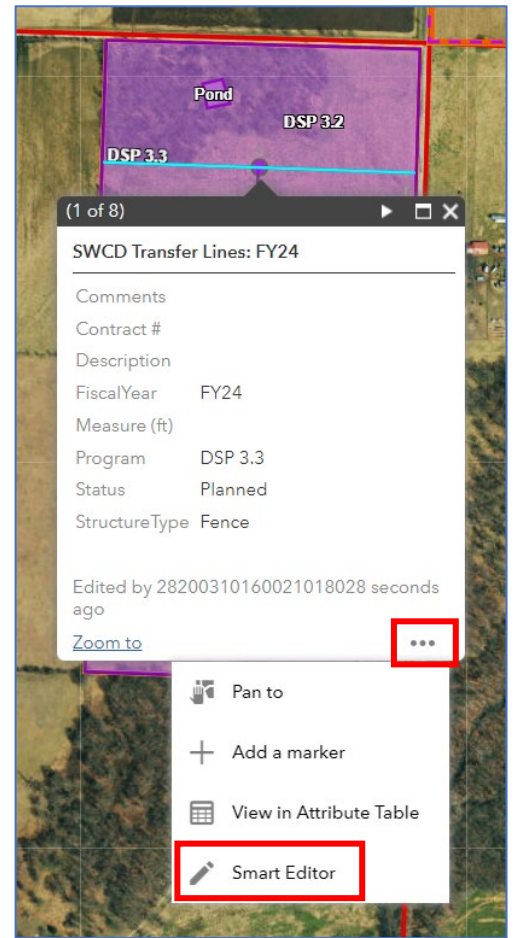 Pond
DSP 3.2
DSP 3.3
(1 of 8)
SWCD Transfer Lines: FY24
Comments
Contract #
Description
FiscalYear FY24
Measure (ft)
Program DSP 3.3
Status Planned
StructureType Fence
Edited by 28200310160021018028 seconds
ago
Zoom to
Pan to
Add a marker
View in Attribute Table
Smart Editor